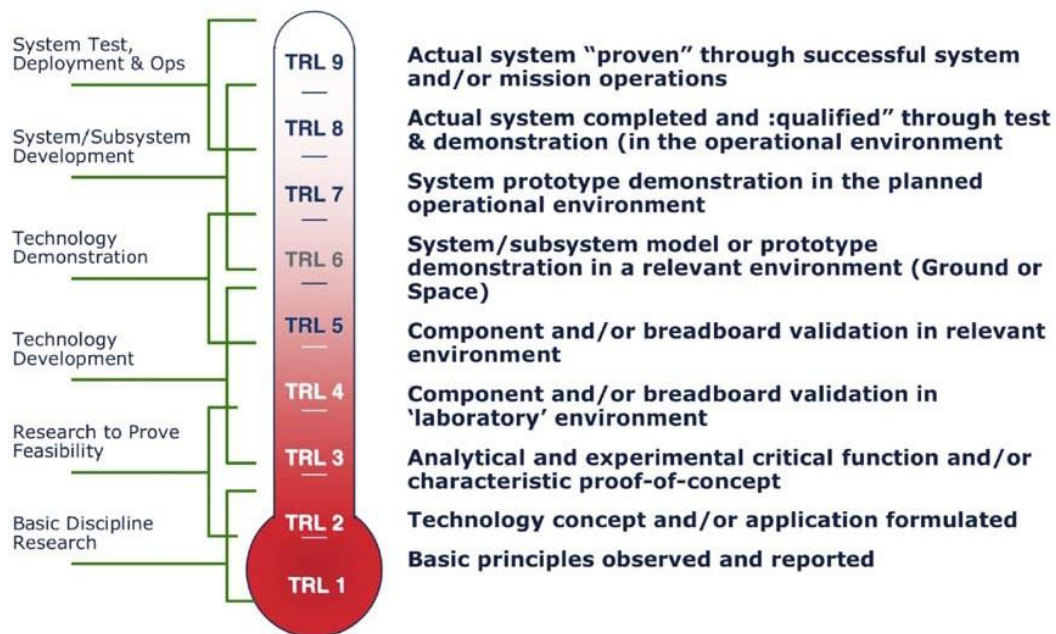 System Test,
Deployment & Ops
System/Subsystem
Development
Technology
Demonstration
Technology
Development
Research to Prove
Feasibility
Basic Discipline
Research
TRL 9
TRL 8
TRL 7
TRL 6
TRL 5
TRL 4
TRL 3
TRL 2
TRL 1
Actual system “proven” through successful system
and/or mission operations
Actual system completed and :qualified” through test
& demonstration (in the operational environment
System prototype demonstration in the planned
operational environment
System/subsystem model or prototype
demonstration in a relevant environment (Ground or
Space)
Component and/or breadboard validation in relevant
environment
Component and/or breadboard validation in
‘laboratory’ environment
Analytical and experimental critical function and/or
characteristic proof-of-concept
Technology concept and/or application formulated
Basic principles observed and reported